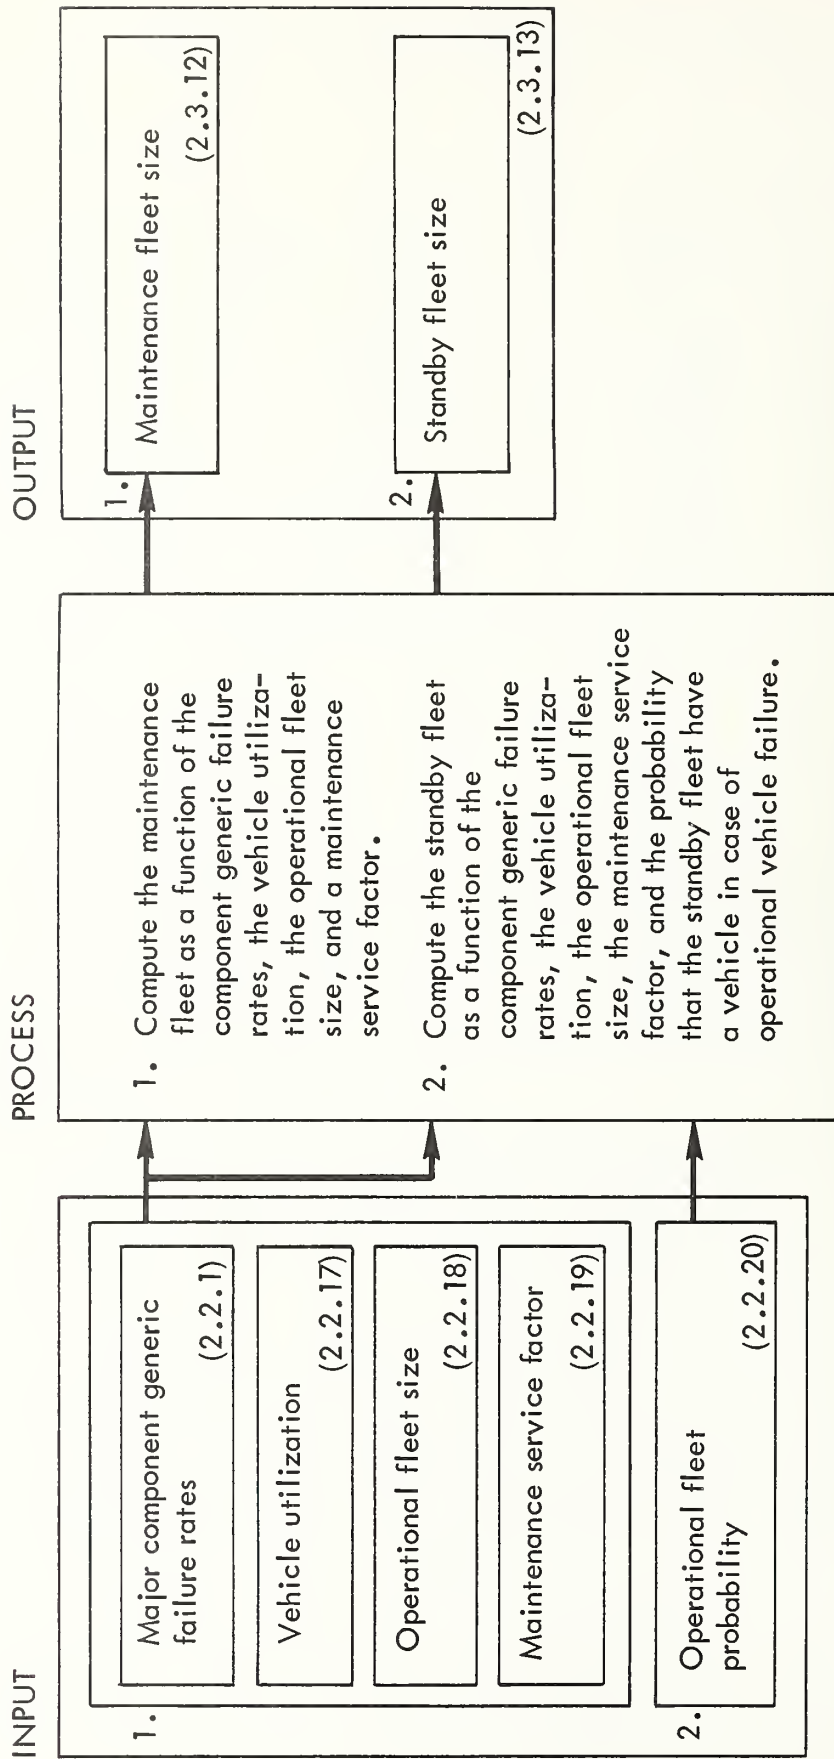 INPUT
1.
Major component generic
failure rates
(2.2.1)
Vehicle utilization
(2.2.17)
Operational fleet size
(2.2.18)
Maintenance service factor
(2.2.19)
2.
Operational fleet
probability
(2.2.20)
PROCESS
1. Compute the maintenance
fleet as a function of the
component generic failure
rates, the vehicle utiliza-
tion, the operational fleet
size, and a maintenance
service factor.
2. Compute the standby fleet
as a function of the
component generic failure
rates, the vehicle utiliza-
tion, the operational fleet
size, the maintenance service
factor, and the probability
that the standby fleet have
a vehicle in case of
operational vehicle failure.
OUTPUT
1.
Maintenance fleet size
(2.3.12)
2.
Standby fleet size
(2.3.13)